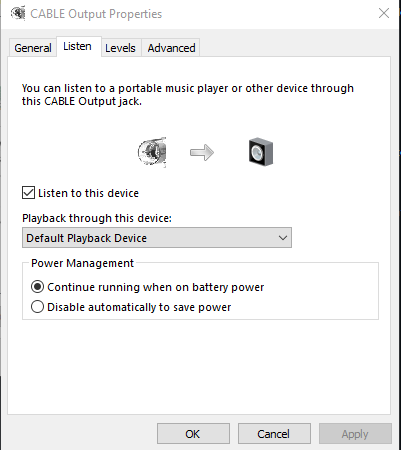 CABLE Output Properties
General
Listen
Levels
Advanced
You can listen to a portable music player or other device through
this CABLE Output jack.
Listen to this device
Playback through this device:
Default Playback Device
Power Management
Continue running when on battery power
Disable automatically to save power
OK
Cancel
Apply